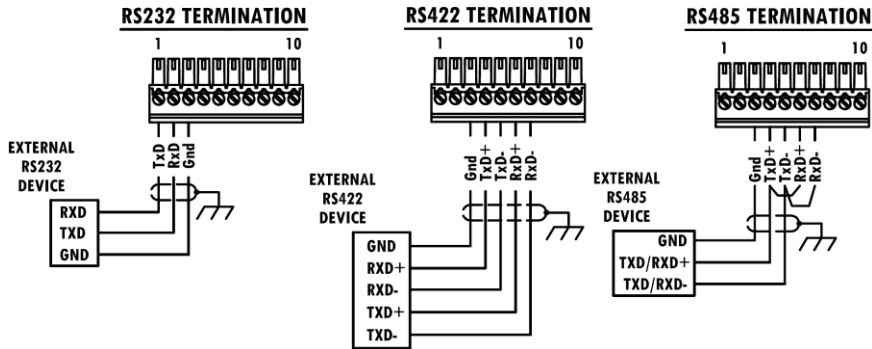 RS232 TERMINATION
1 10
TxD
RxD
Gnd
EXTERNAL
RS232
DEVICE
RXD
TXD
GND
RS422 TERMINATION
1 10
Gnd
TxD+
TxD-
RxD+
RxD-
EXTERNAL
RS422
DEVICE
GND
RXD+
RXD-
TXD+
TXD-
RS485 TERMINATION
1 10
Gnd
TxD+
TxD-
RxD+
RxD-
EXTERNAL
RS485
DEVICE
GND
TXD/RXD+
TXD/RXD-